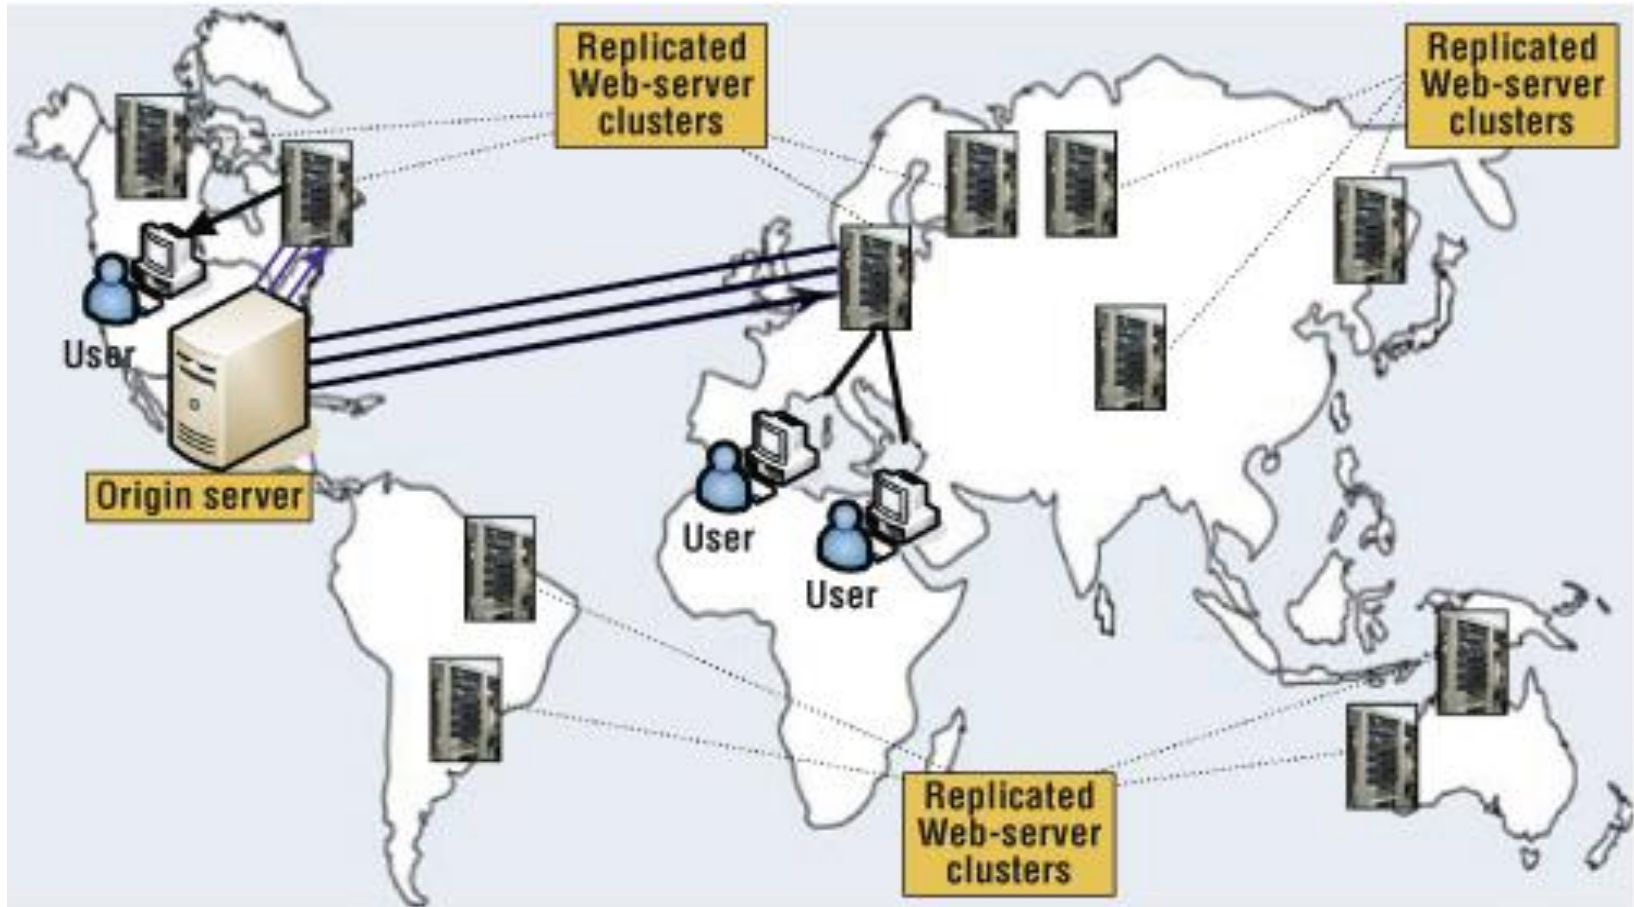 Replicated
Web-server
clusters
Replicated
Web-server
clusters
User
Origin server
User
User
Replicated
Web-server
clusters